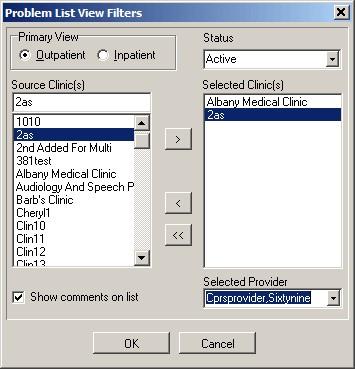 Problem List View Filters
Primary View
Outpatient
Inpatient
Status
Active
Source Clinic(s)
2as
1010
2as
2nd Added For Multi
381test
Albany Medical Clinic
Audiology And Speech P
Barb's Clinic
Cheryl1
Clin10
Clin11
Clin12
Clin13
>
<
<<
Selected Clinic(s)
Albany Medical Clinic
2as
Show comments on list
Selected Provider
Cprsprovider,Sixtynine
OK
Cancel